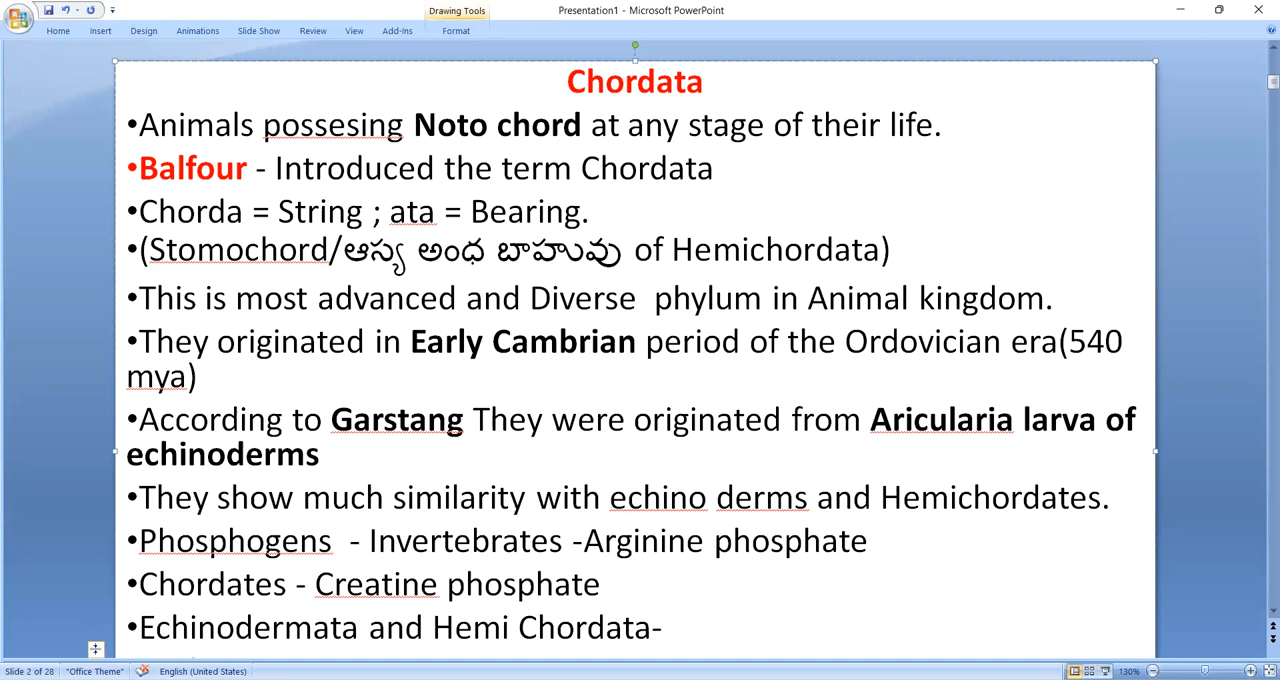 Drawing Tools
Presentation1 - Microsoft PowerPoint
Home Insert Design Animations Slide Show Review View Add-Ins Format
Chordata
•Animals possesing Noto chord at any stage of their life.
•Balfour - Introduced the term Chordata
•Chorda = String ; ata = Bearing.
•(Stomochord/ఆస్య అంధ బాహువు of Hemichordata)
•This is most advanced and Diverse phylum in Animal kingdom.
•They originated in Early Cambrian period of the Ordovician era(540
mya)
•According to Garstang They were originated from Aricularia larva of
echinoderms
•They show much similarity with echino derms and Hemichordates.
•Phosphogens - Invertebrates -Arginine phosphate
•Chordates - Creatine phosphate
•Echinodermata and Hemi Chordata-
Slide 2 of 28 "Office Theme" English (United States) 130%